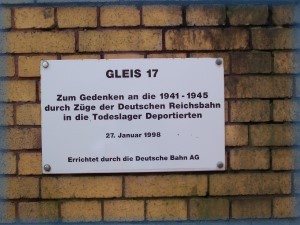 GLEIS 17
Zum Gedenken an die 1941 - 1945
durch Züge der Deutschen Reichsbahn
in die Todeslager Deportierten
27. Januar 1998
Errichtet durch die Deutsche Bahn AG